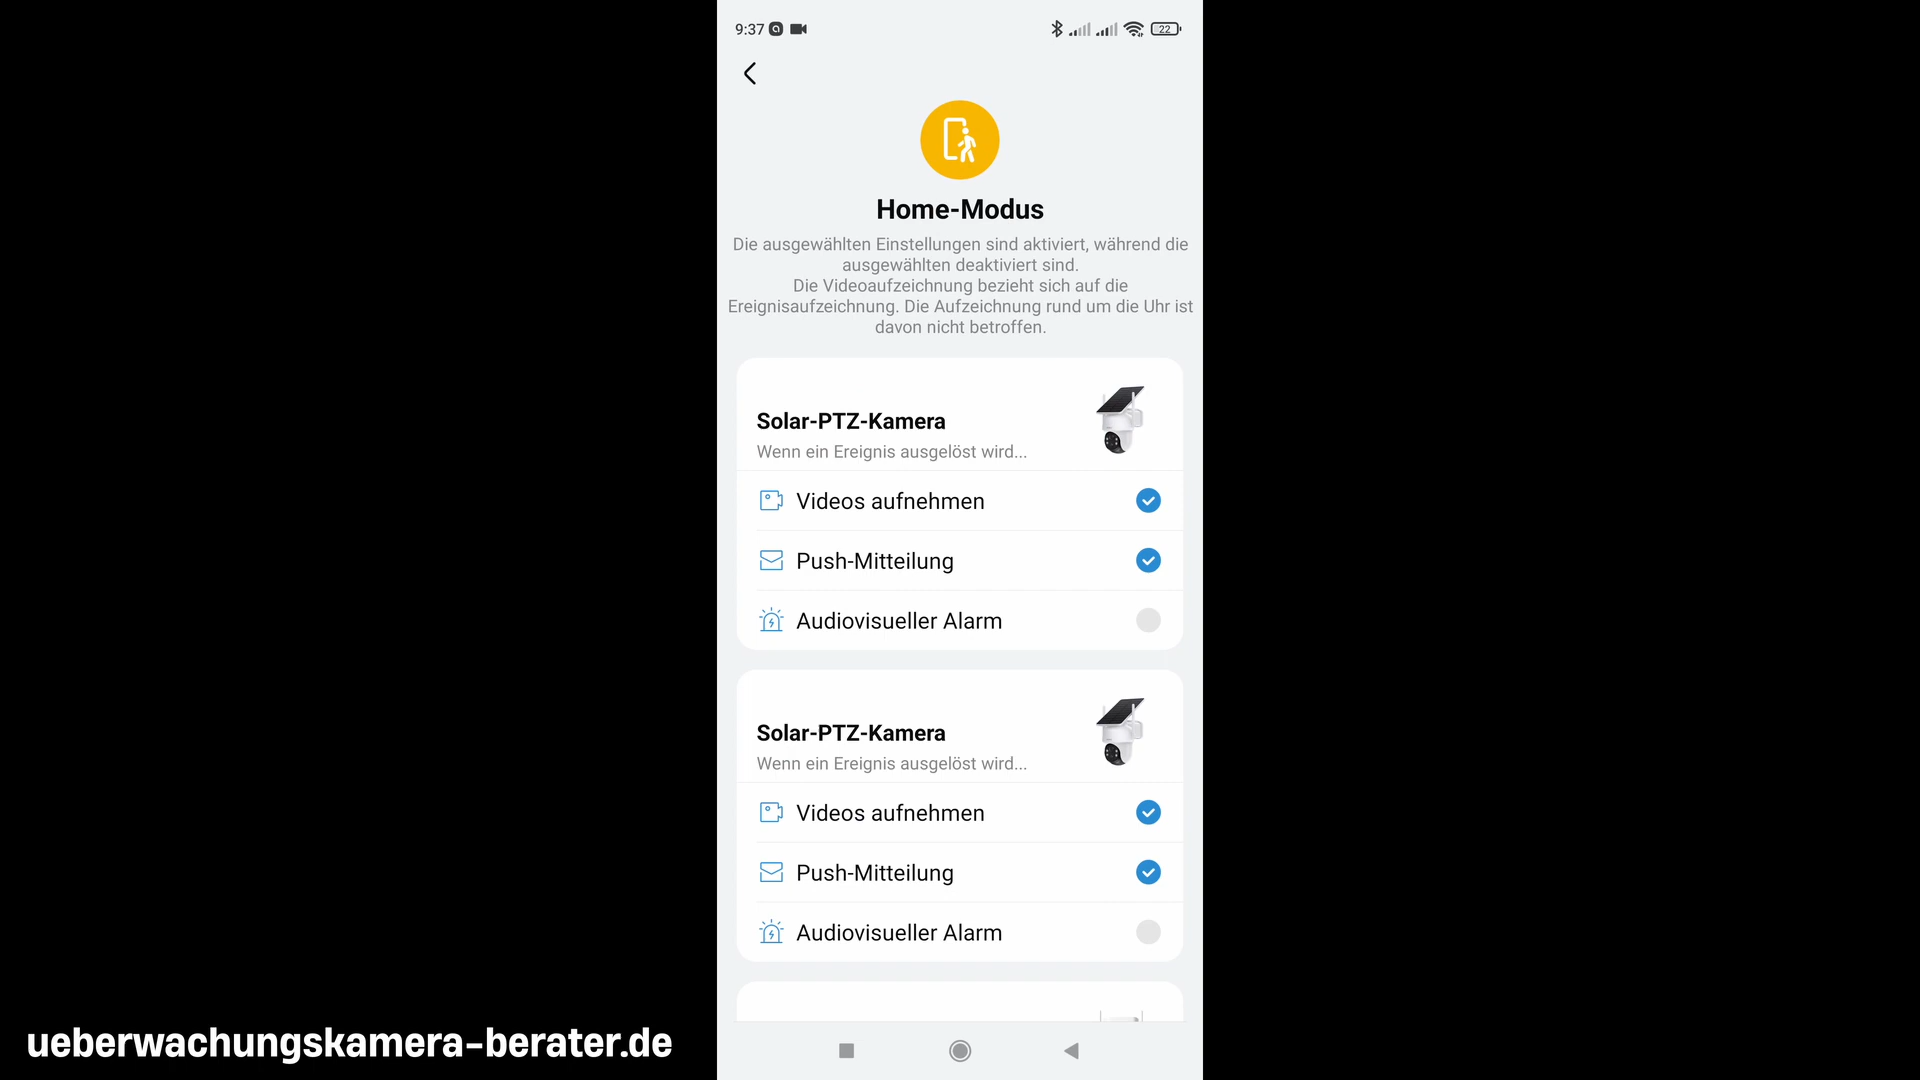 9:37
22
Home-Modus
Die ausgewählten Einstellungen sind aktiviert, während die
ausgewählten deaktiviert sind.
Die Videoaufzeichnung bezieht sich auf die
Ereignisaufzeichnung. Die Aufzeichnung rund um die Uhr ist
davon nicht betroffen.
Solar-PTZ-Kamera
Wenn ein Ereignis ausgelöst wird...
Videos aufnehmen
Push-Mitteilung
Audiovisueller Alarm
Solar-PTZ-Kamera
Wenn ein Ereignis ausgelöst wird...
Videos aufnehmen
Push-Mitteilung
Audiovisueller Alarm
ueberwachungskamera-berater.de